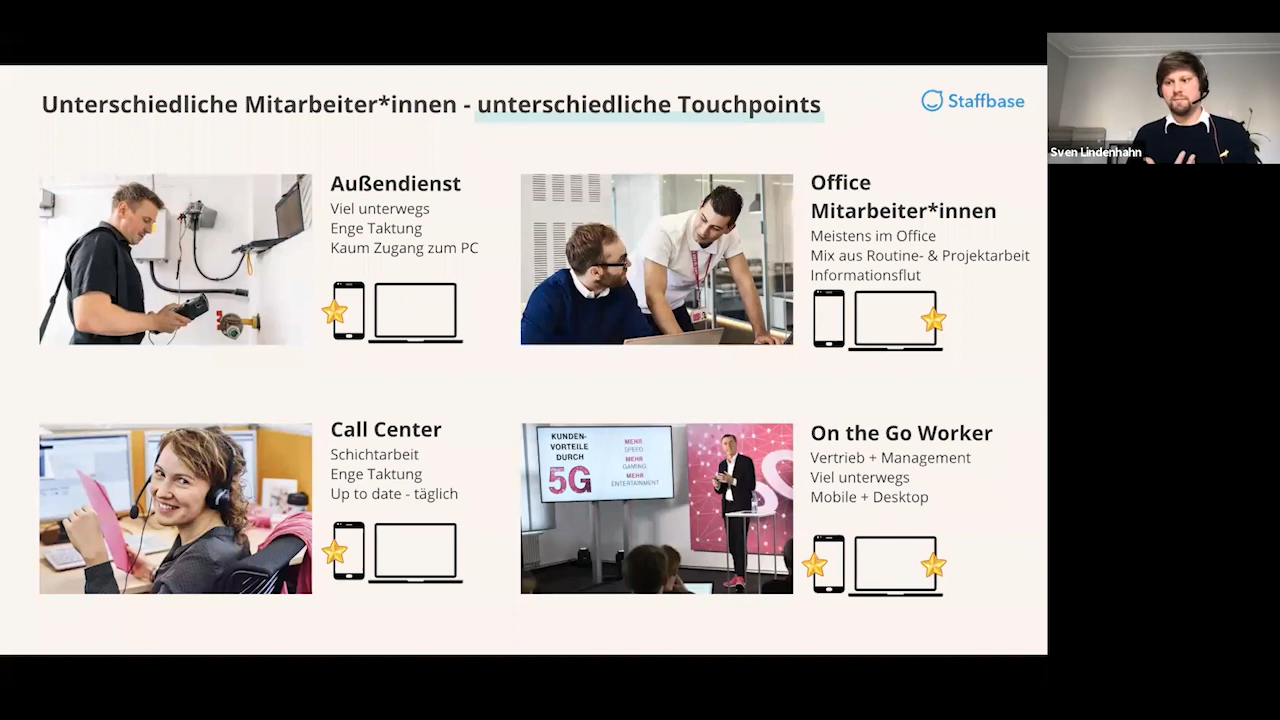 Unterschiedliche Mitarbeiter*innen - unterschiedliche Touchpoints
Staffbase
Sven Lindenhahn
Außendienst
Viel unterwegs
Enge Taktung
Kaum Zugang zum PC
Office
Mitarbeiter*innen
Meistens im Office
Mix aus Routine- & Projektarbeit
Informationsflut
Call Center
Schichtarbeit
Enge Taktung
Up to date - täglich
KUNDEN-
VORTEILE
DURCH
5G
MEHR
SPEED
MEHR
GAMING
MEHR
ENTERTAINMENT
On the Go Worker
Vertrieb + Management
Viel unterwegs
Mobile + Desktop